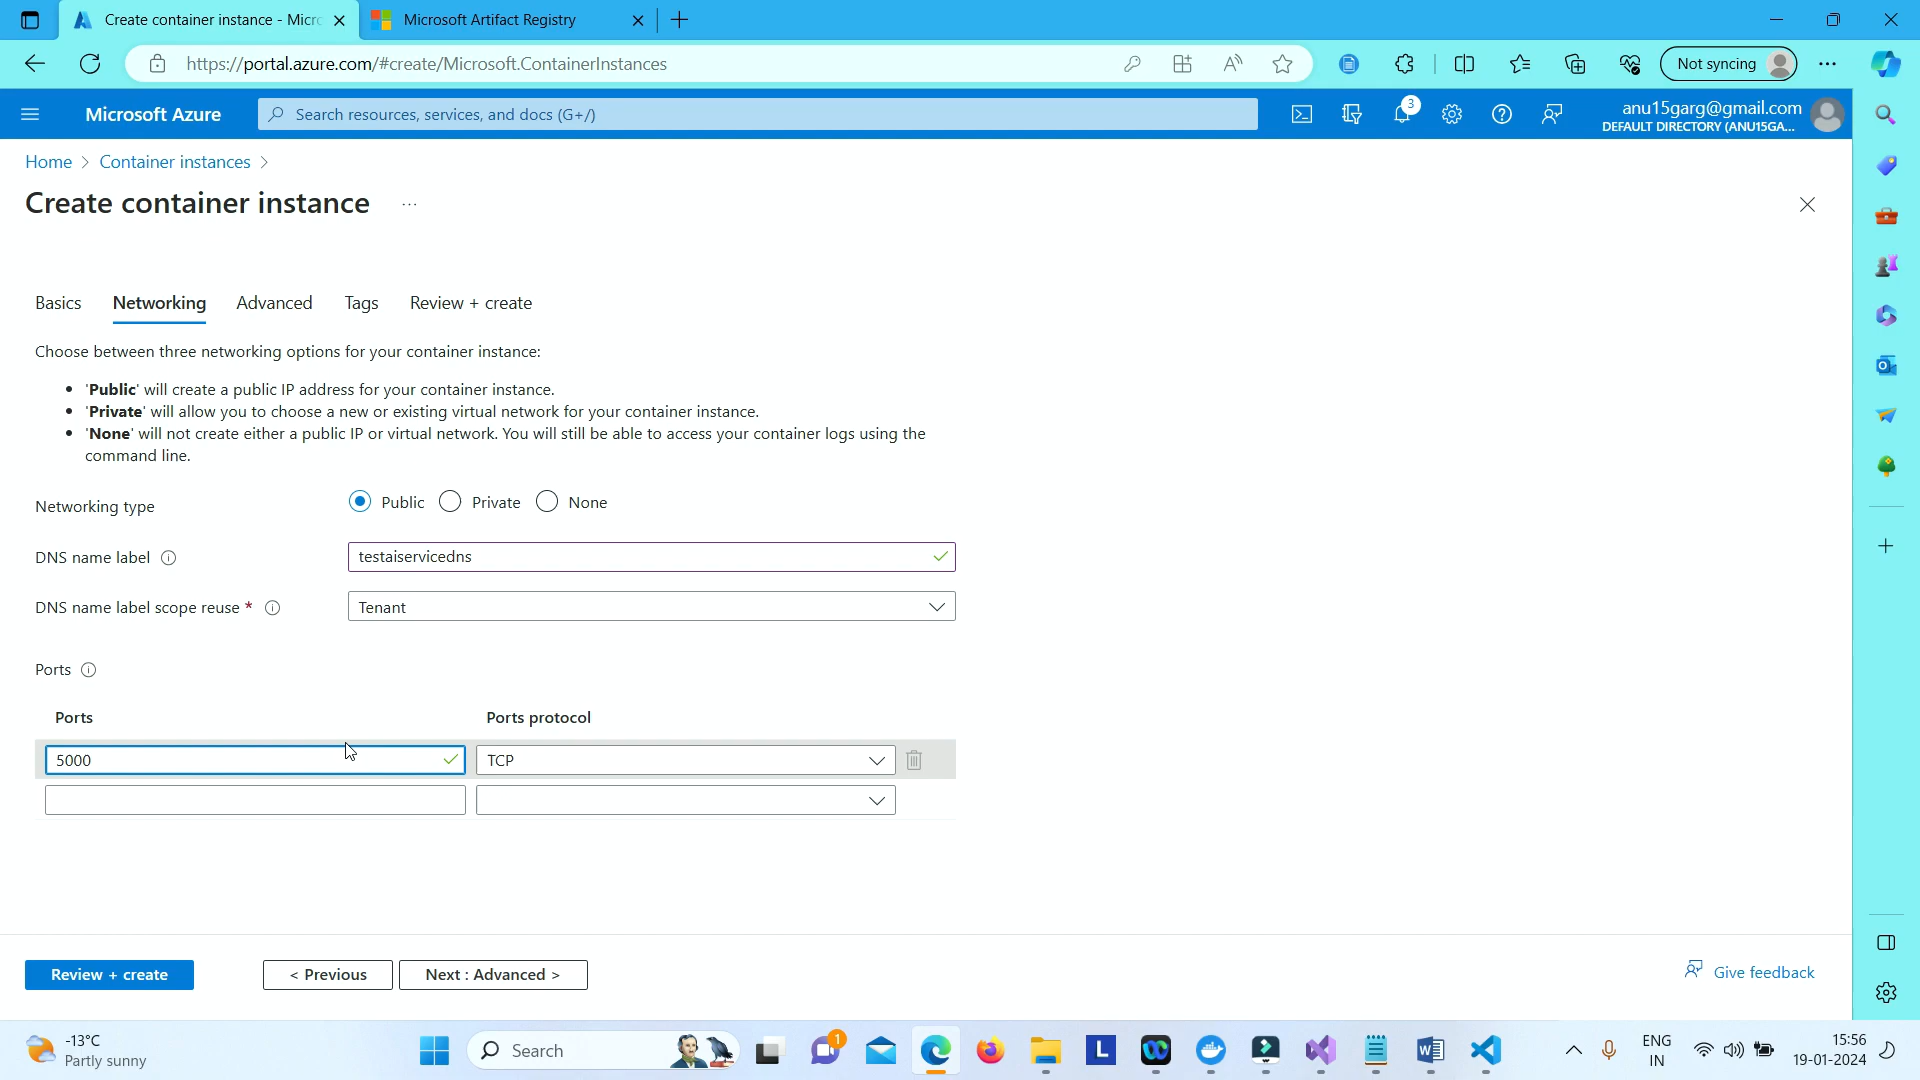 Create container instance - Micr
Microsoft Artifact Registry
https://portal.azure.com/#create/Microsoft.ContainerInstances
Not syncing
Microsoft Azure
Search resources, services, and docs (G+/)
3
anu15garg@gmail.com
DEFAULT DIRECTORY (ANU15GA...
Home > Container instances >
Create container instance ...
Basics Networking Advanced Tags Review + create
Choose between three networking options for your container instance:
• 'Public' will create a public IP address for your container instance.
• 'Private' will allow you to choose a new or existing virtual network for your container instance.
• 'None' will not create either a public IP or virtual network. You will still be able to access your container logs using the
command line.
Networking type Public Private None
DNS name label testaiservicedns
DNS name label scope reuse * Tenant
Ports
Ports Ports protocol
5000 TCP
Review + create < Previous Next : Advanced > Give feedback
-13°C
Partly sunny
Search
1
ENG
IN
15:56
19-01-2024